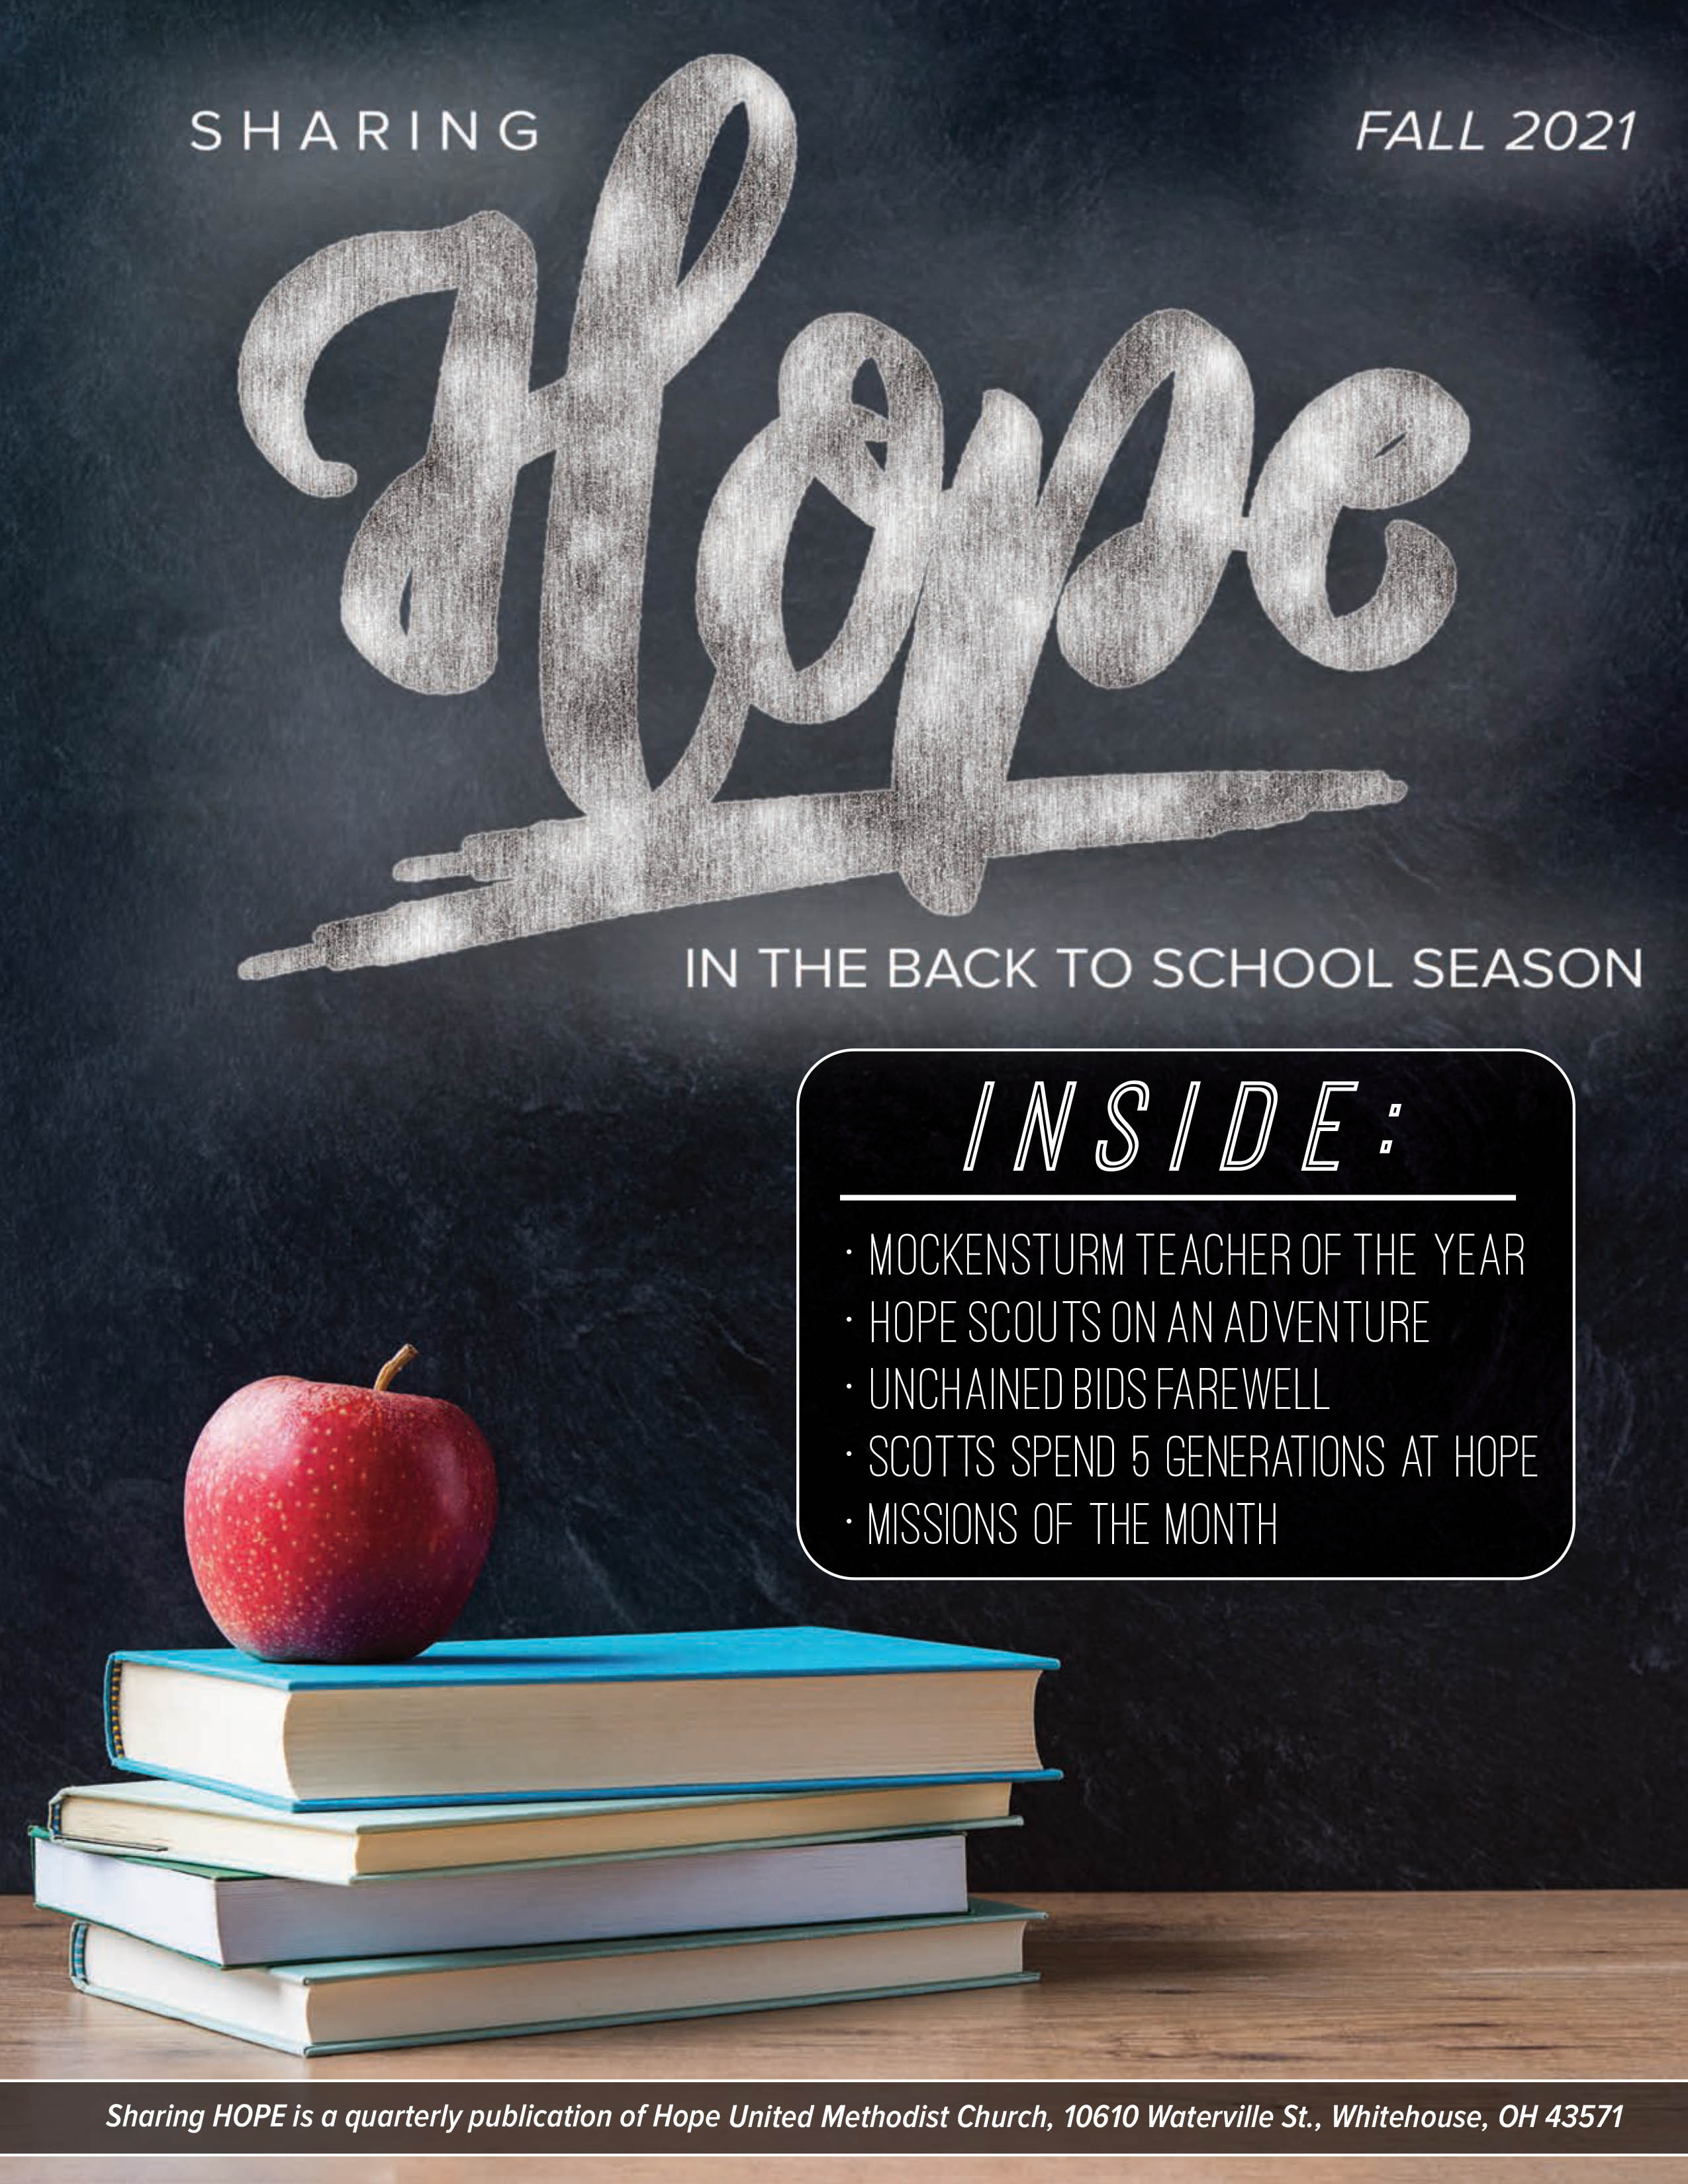 SHARING
FALL 2021
Hope
IN THE BACK TO SCHOOL SEASON
INSIDE:
· MOCKENSTURM TEACHER OF THE YEAR
· HOPE SCOUTS ON AN ADVENTURE
· UNCHAINED BIDS FAREWELL
· SCOTTS SPEND 5 GENERATIONS AT HOPE
· MISSIONS OF THE MONTH
Sharing HOPE is a quarterly publication of Hope United Methodist Church, 10610 Waterville St., Whitehouse, OH 43571